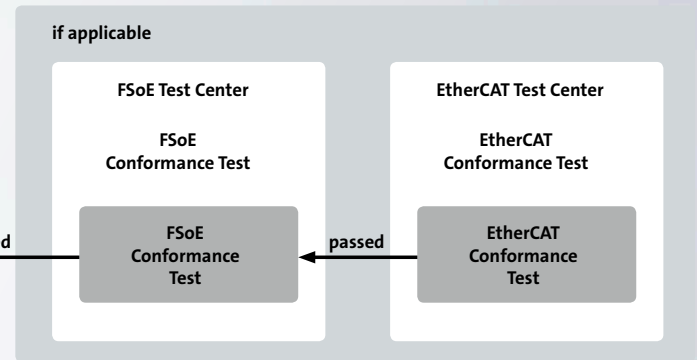 if applicable
FSoE Test Center
FSoE
Conformance Test
FSoE
Conformance
Test
passed
EtherCAT Test Center
EtherCAT
Conformance Test
EtherCAT
Conformance
Test